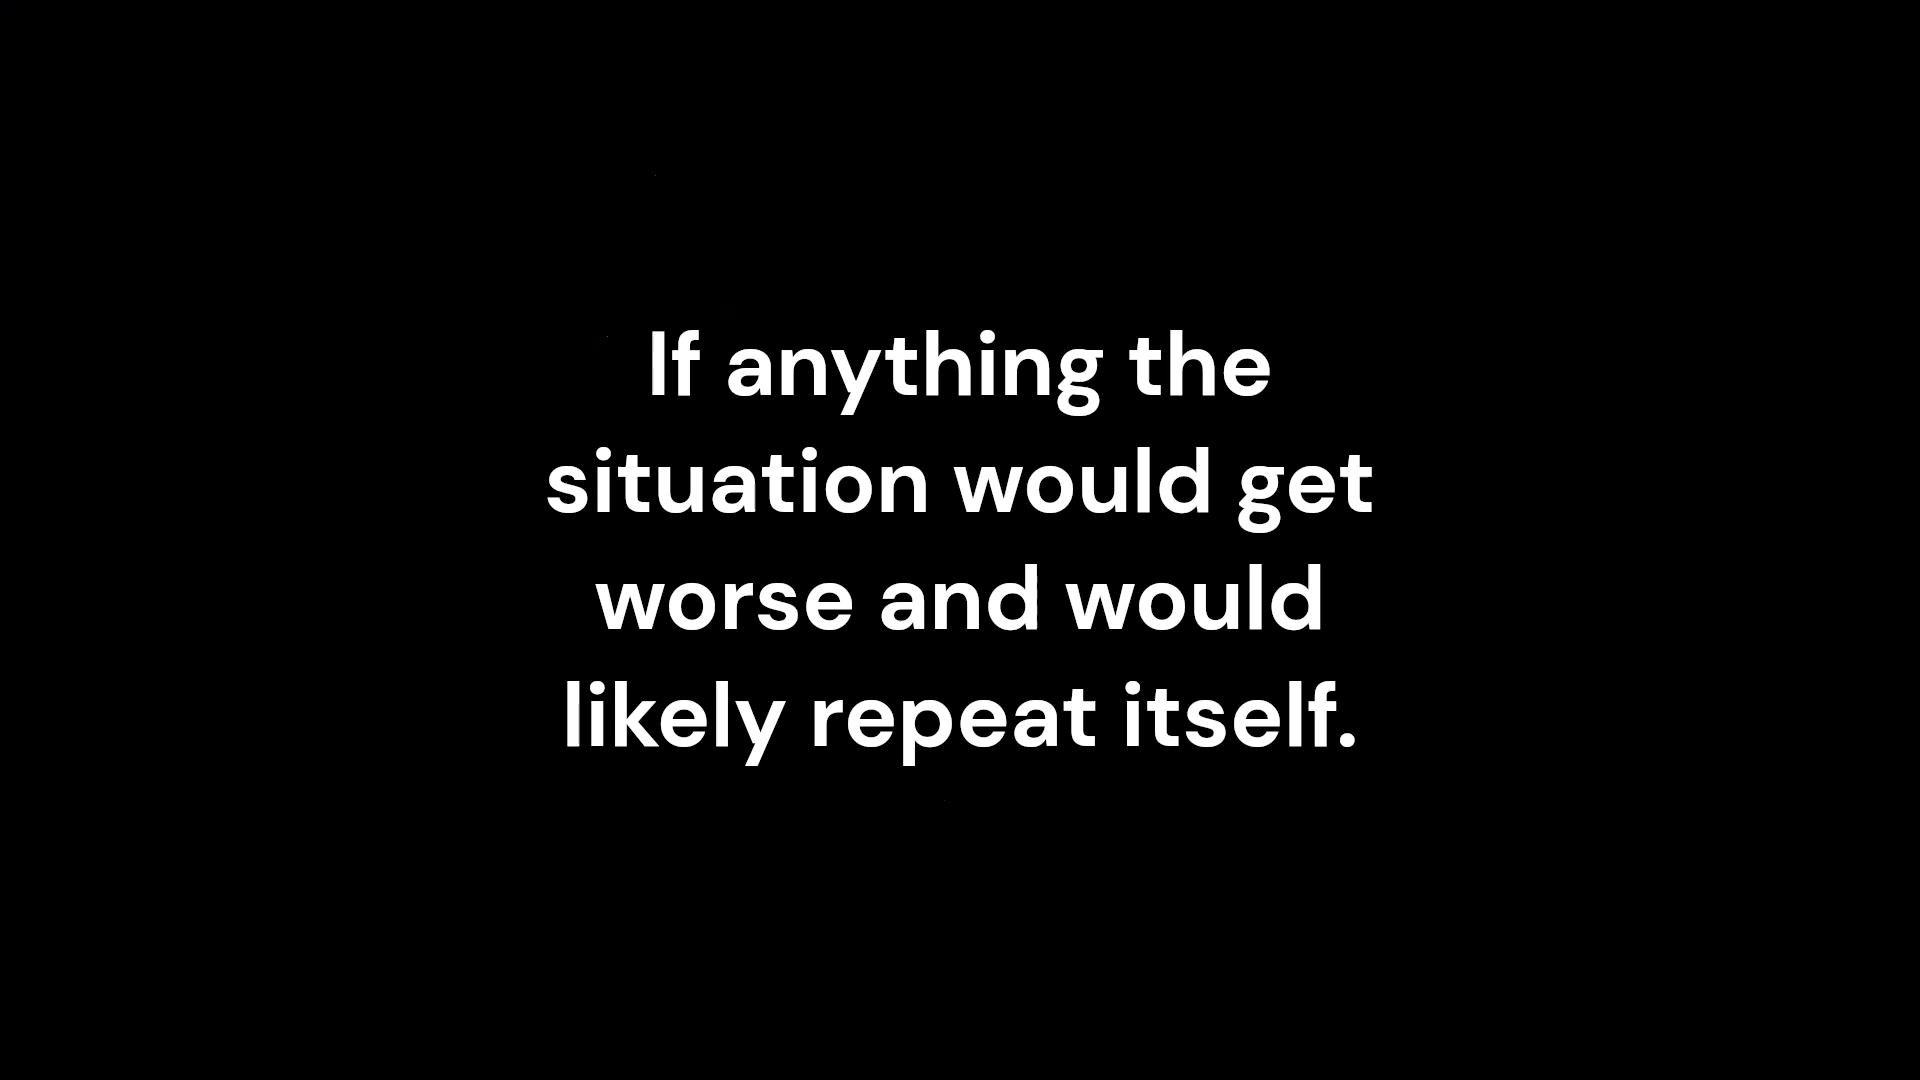 If anything the
situation would get
worse and would
likely repeat itself.